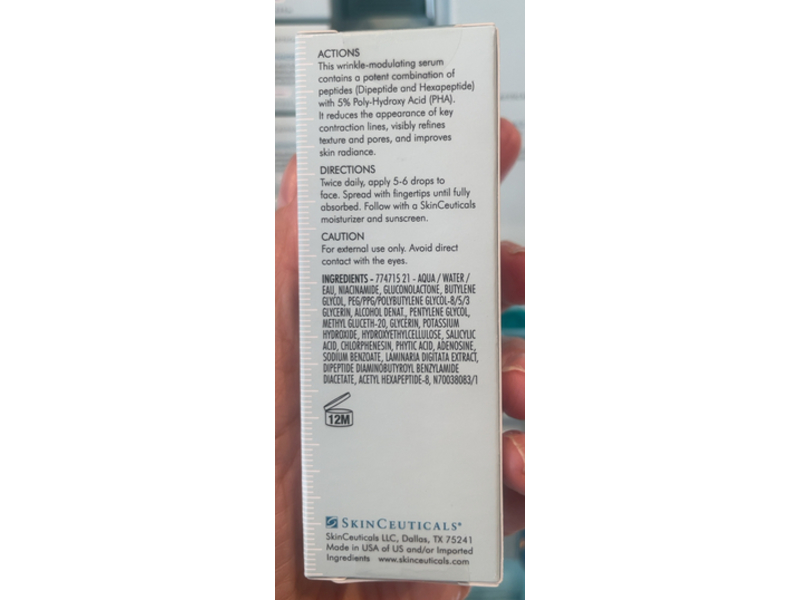 ACTIONS
This wrinkle-modulating serum
contains a potent combination of
peptides (Dipeptide and Hexapeptide)
with 5% Poly-Hydroxy Acid (PHA).
It reduces the appearance of key
contraction lines, visibly refines
texture and pores, and improves
skin radiance.
DIRECTIONS
Twice daily, apply 5-6 drops to
face. Spread with fingertips until fully
absorbed. Follow with a SkinCeuticals
moisturizer and sunscreen.
CAUTION
For external use only. Avoid direct
contact with the eyes.
INGREDIENTS - 774715 21 - AQUA / WATER /
EAU, NIACINAMIDE, GLUCONOLACTONE, BUTYLENE
GLYCOL, PEG/PPG/POLYBUTYLENE GLYCOL-8/5/3
GLYCERIN, ALCOHOL DENAT., PENTYLENE GLYCOL,
METHYL GLUCETH-20, GLYCERIN, POTASSIUM
HYDROXIDE, HYDROXYETHYLCELLULOSE, SALICYLIC
ACID, CHLORPHENESIN, PHYTIC ACID, ADENOSINE,
SODIUM BENZOATE, LAMINARIA DIGITATA EXTRACT,
DIPEPTIDE DIAMINOBUTYROYL BENZYLAMIDE
DIACETATE, ACETYL HEXAPEPTIDE-8, N70038083/1
12M
SKINCEUTICALS
SkinCeuticals LLC, Dallas, TX 75241
Made in USA of US and/or Imported
Ingredients www.skinceuticals.com